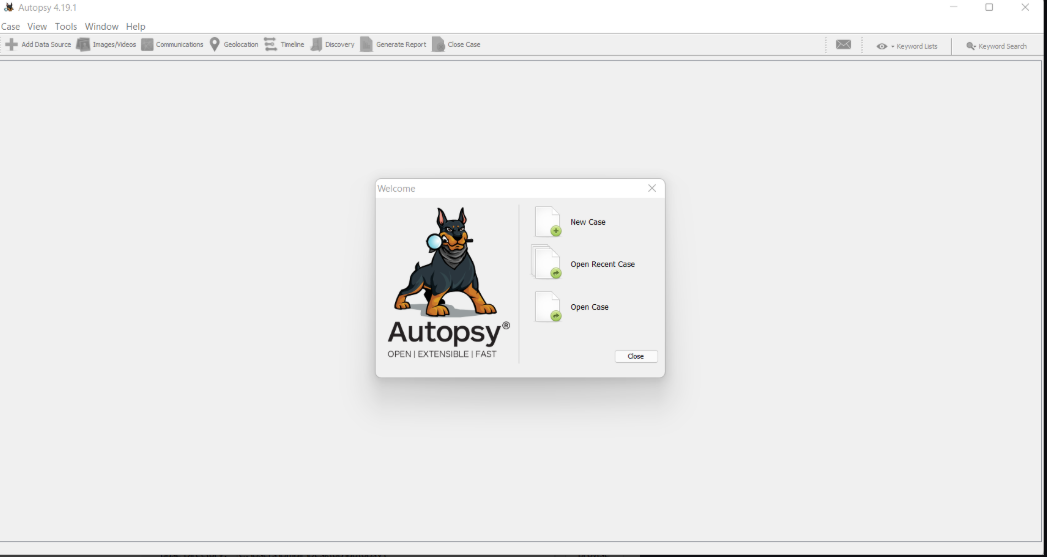 Autopsy 4.19.1
Case View Tools Window Help
Add Data Source Images/Videos Communications Geolocation Timeline Discovery Generate Report Close Case Keyword Lists Keyword Search
Welcome
New Case
Open Recent Case
Open Case
Autopsy®
OPEN | EXTENSIBLE | FAST
Close